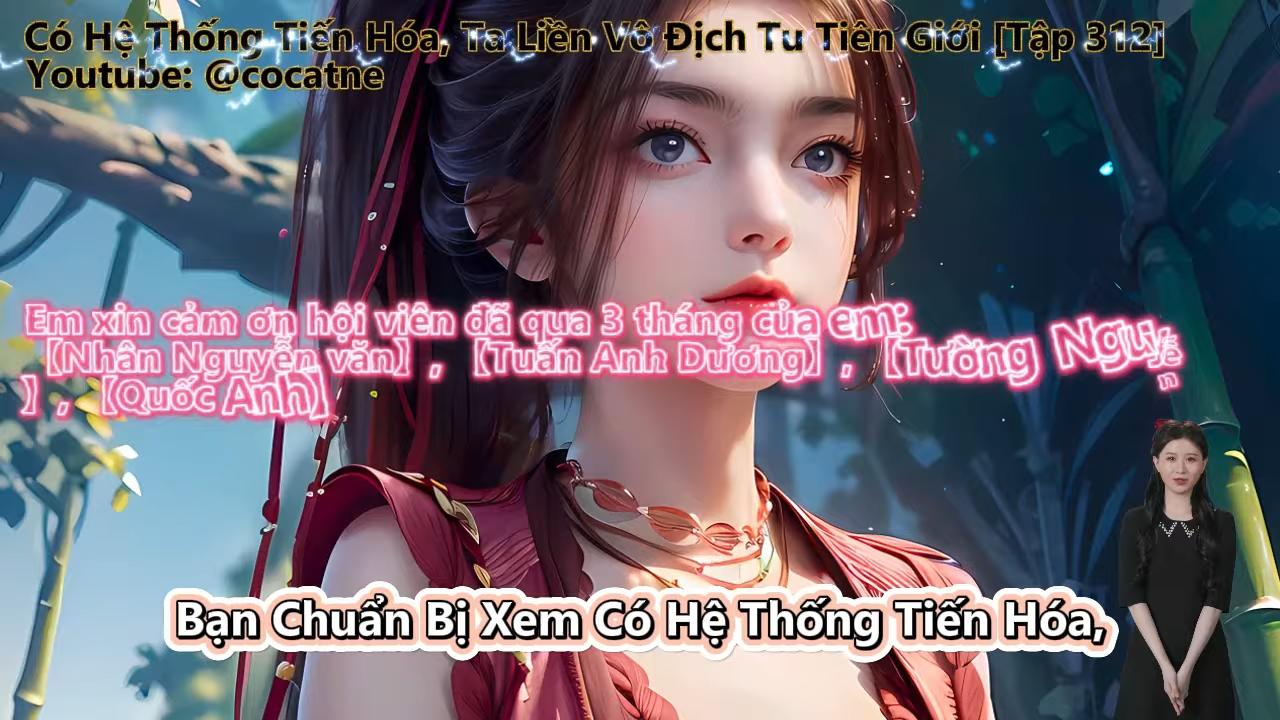 Có Hệ Thống Tiến Hóa, Ta Liền Vô Địch Tu Tiên Giới [Tập 312]
Youtube: @cocatne
Em xin cảm ơn hội viên đã qua 3 tháng của em:
【Nhân Nguyễn văn】, 【Tuấn Anh Dương】, 【Tường Nguyễn
】, 【Quốc Anh】
Bạn Chuẩn Bị Xem Có Hệ Thống Tiến Hóa,